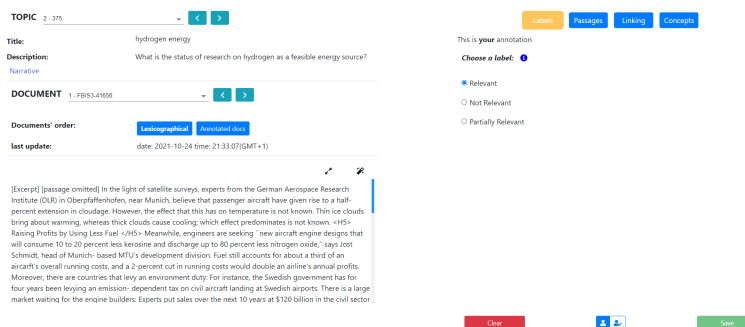 TOPIC 2 - 375
Title: hydrogen energy
Description: What is the status of research on hydrogen as a feasible energy source?
Narrative
DOCUMENT 1 - FBIS3-41656
Documents' order: Lexicographical Annotated docs
last update: date: 2021-10-24 time: 21:33:07(GMT+1)
[Excerpt] [passage omitted] In the light of satellite surveys, experts from the German Aerospace Research
Institute (DLR) in Oberpfaffenhofen, near Munich, believe that passenger aircraft have given rise to a half-
percent extension in cloudage. However, the effect that this has on temperature is not known. Thin ice clouds
bring about warming, whereas thick clouds cause cooling; which effect predominates is not known. <H5>
Raising Profits by Using Less Fuel </H5> Meanwhile, engineers are seeking ``new aircraft engine designs that
will consume 10 to 20 percent less kerosine and discharge up to 80 percent less nitrogen oxide,'' says Jost
Schmidt, head of Munich- based MTU's development division. Fuel still accounts for about a third of an
aircarft's overall running costs, and a 2-percent cut in running costs would double an airline's annual profits.
Moreover, there are countries that levy an environment duty: For instance, the Swedish government has for
four years been levying an emission- dependent tax on civil aircraft landing at Swedish airports. There is a large
market waiting for the engine builders: Experts put sales over the next 10 years at $120 billion in the civil sector
Labels Passages Linking Concepts
This is your annotation
Choose a label:
Relevant
Not Relevant
Partially Relevant
Clear
Save